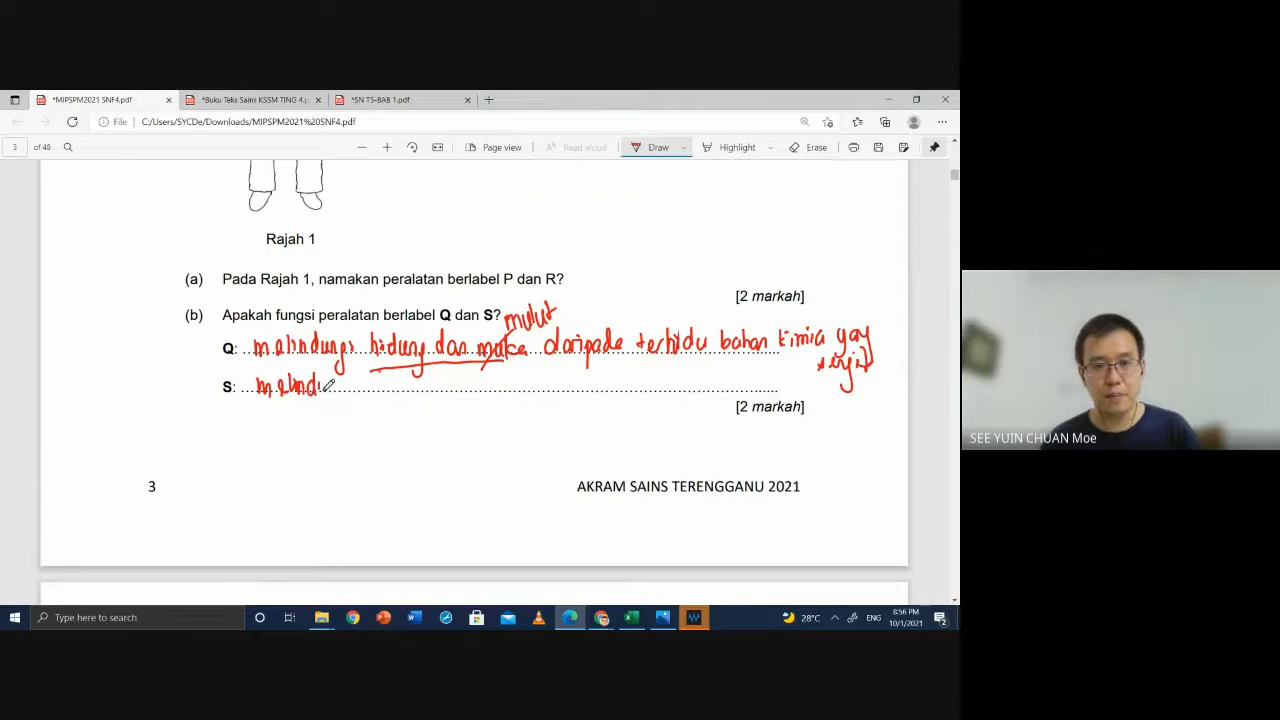 *MIPSPM2021 SNF4.pdf
*Buku Teks Sains KSSM TING 4.p
*SN T5-BAB 1.pdf
File C:/Users/SYCDe/Downloads/MIPSPM2021%20SNF4.pdf
3 of 48 Page view Read aloud Draw Highlight Erase
Rajah 1
(a) Pada Rajah 1, namakan peralatan berlabel P dan R?
[2 markah]
(b) Apakah fungsi peralatan berlabel Q dan S?
mulut
Q: melindungi hidung dan muka daripada terhidu bahan kimia yang
S: melind
[2 markah]
3 AKRAM SAINS TERENGGANU 2021
SEE YUIN CHUAN Moe
Type here to search 28°C ENG 8:56 PM
10/1/2021 2